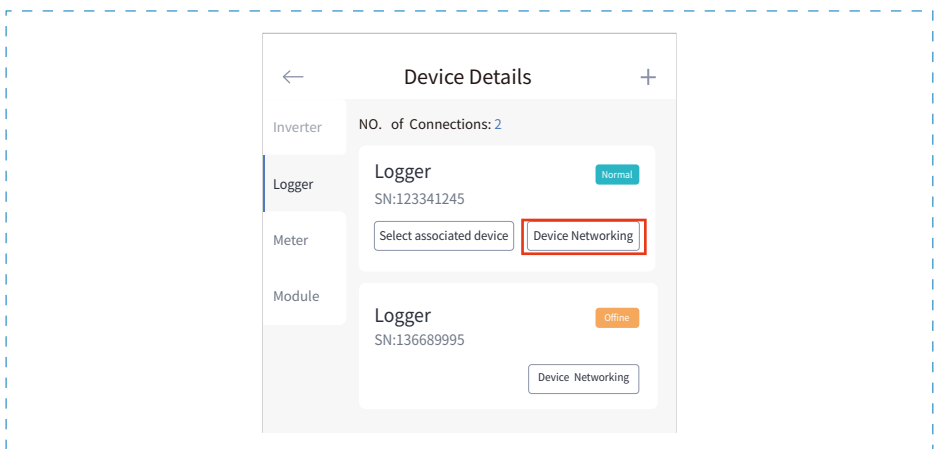 Device Details
Inverter
Logger
Meter
Module
NO. of Connections: 2
Logger
Normal
SN:123341245
Select associated device
Device Networking
Logger
Offine
SN:136689995
Device Networking